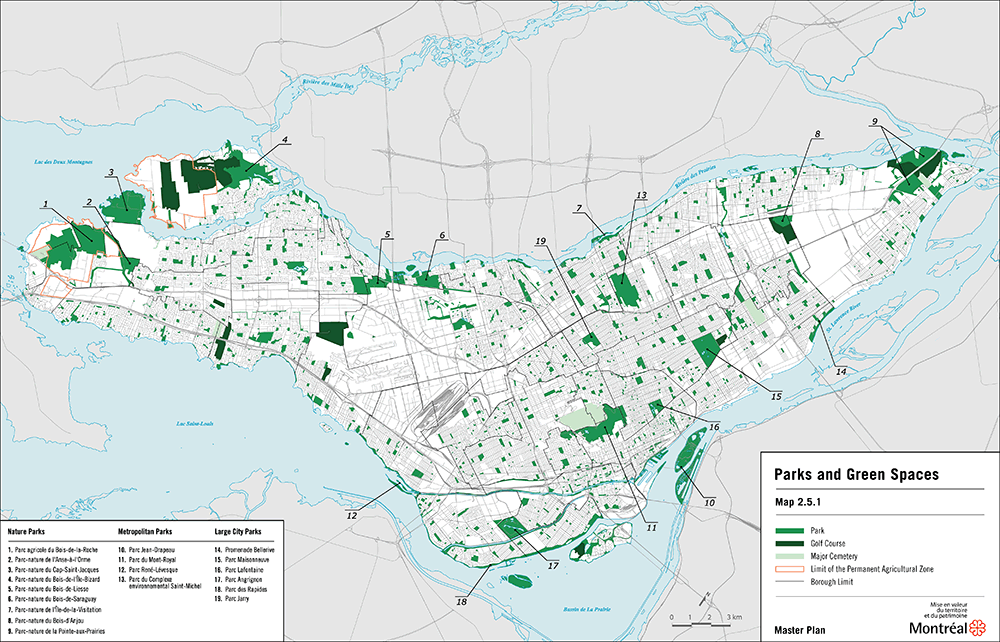 Rivière des Mille Îles
Lac des Deux Montagnes
Rivière des Prairies
St. Lawrence River
Lac Saint-Louis
Bassin de La Prairie
1
2
3
4
5
6
7
8
9
10
11
12
13
14
15
16
17
18
19
Nature Parks
1. Parc agricole du Bois-de-la-Roche
2. Parc-nature de l'Anse-à-l'Orme
3. Parc-nature du Cap-Saint-Jacques
4. Parc-nature du Bois-de-l'Île-Bizard
5. Parc-nature du Bois-de-Liesse
6. Parc-nature du Bois-de-Saraguay
7. Parc-nature de l'Île-de-la-Visitation
8. Parc-nature du Bois-d'Anjou
9. Parc-nature de la Pointe-aux-Prairies
Metropolitan Parks
10. Parc Jean-Drapeau
11. Parc du Mont-Royal
12. Parc René-Lévesque
13. Parc du Complexe
environnemental Saint-Michel
Large City Parks
14. Promenade Bellerive
15. Parc Maisonneuve
16. Parc Lafontaine
17. Parc Angrignon
18. Parc des Rapides
19. Parc Jarry
Parks and Green Spaces
Map 2.5.1
Park
Golf Course
Major Cemetery
Limit of the Permanent Agricultural Zone
Borough Limit
0 1 2 3 km
Master Plan
Mise en valeur
du territoire
et du patrimoine
Montréal